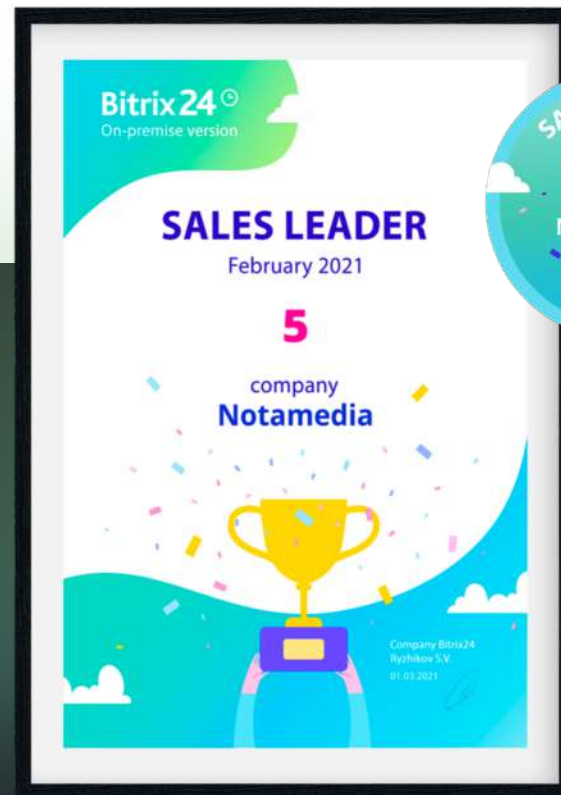 Bitrix24
On-premise version
SALES LEADER
February 2021
5
company
Notamedia
Company Bitrix24
Ryzhikov S.V.
01.03.2021